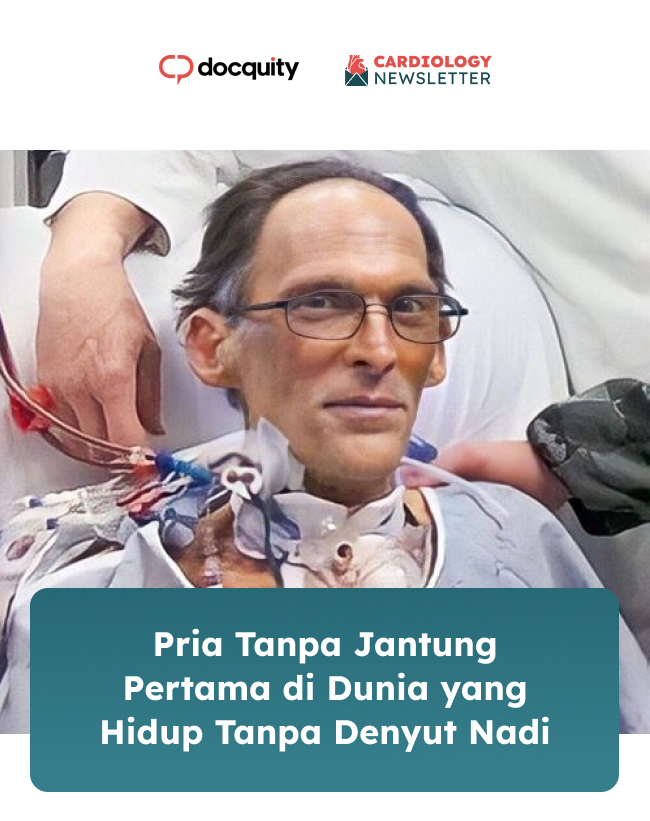 docquity
CARDIOLOGY
NEWSLETTER
Pria Tanpa Jantung
Pertama di Dunia yang
Hidup Tanpa Denyut Nadi